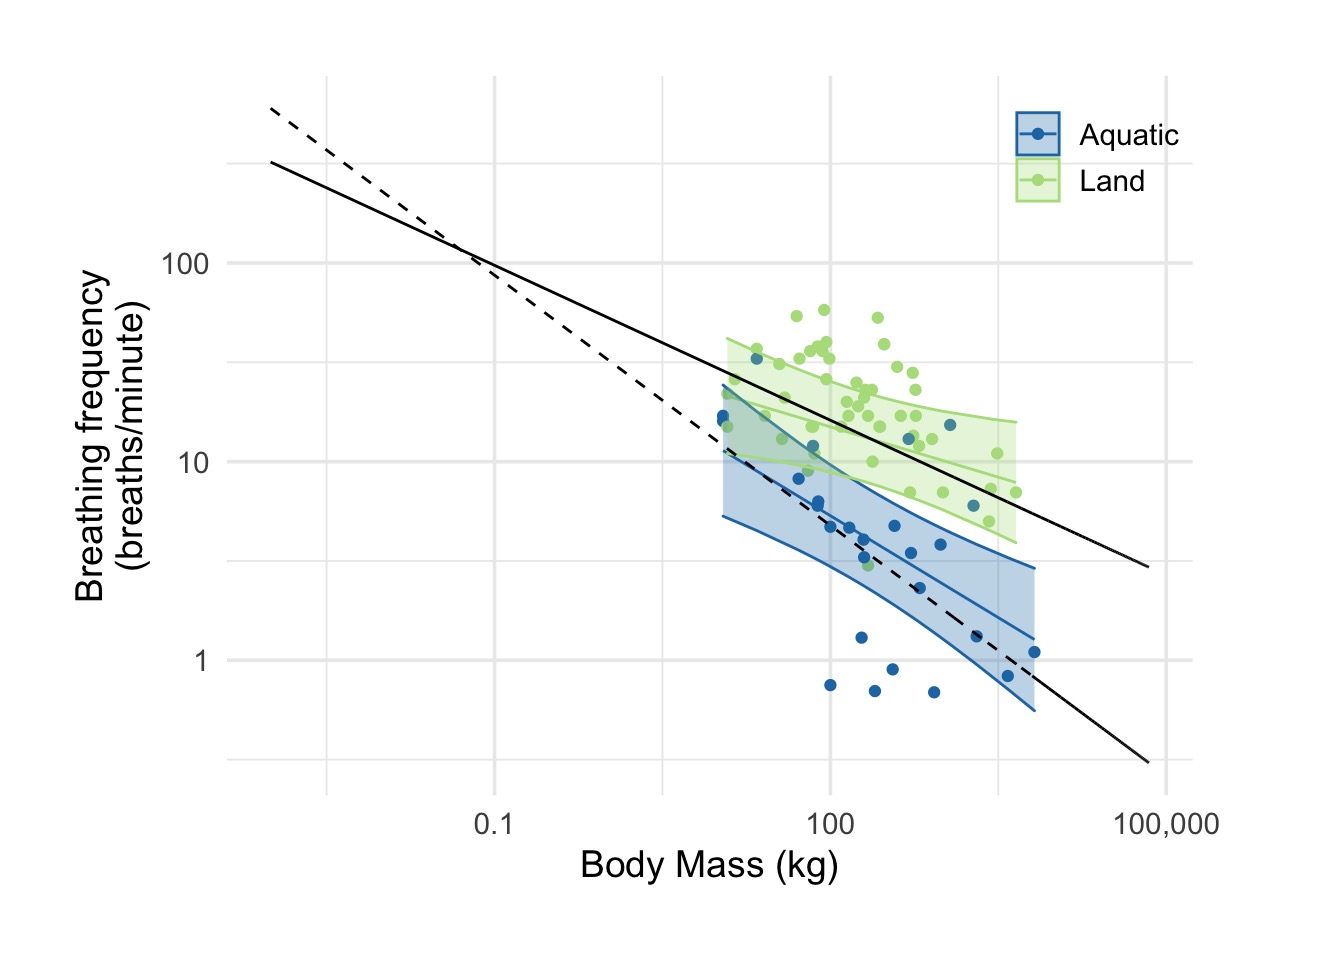 Aquatic
Land
Breathing frequency
(breaths/minute)
100
10
1
0.1
100
100,000
Body Mass (kg)